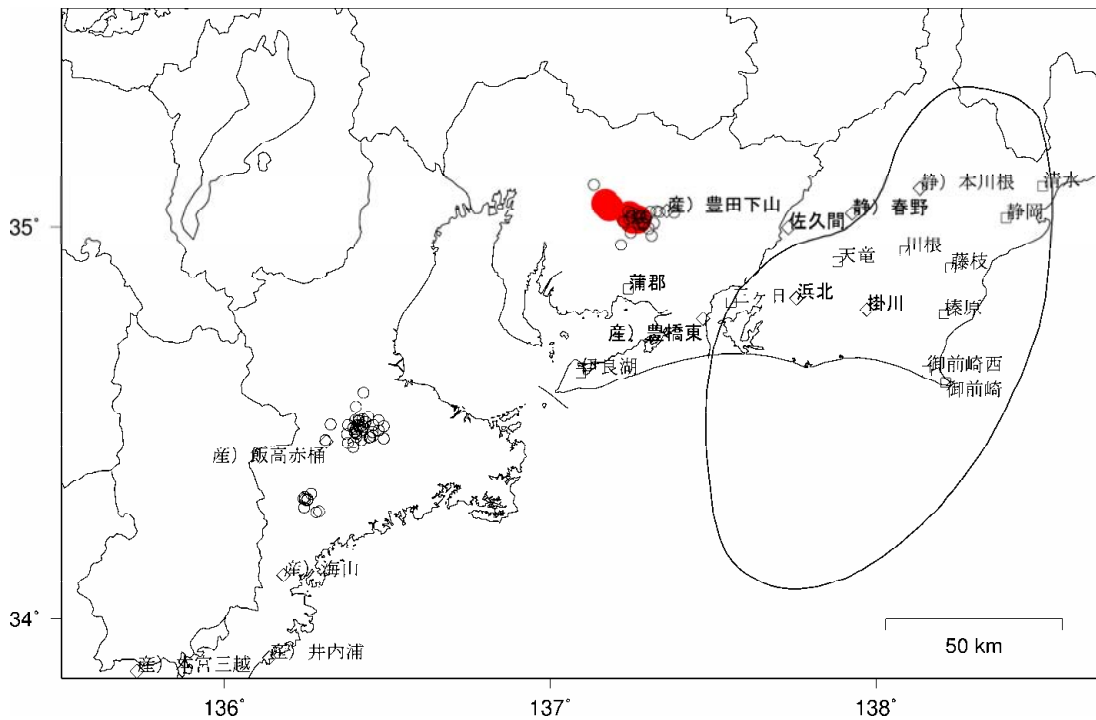 静）本川根
清水
産）豊田下山
静）春野
静岡
35°
佐久間
川根
天竜
藤枝
蒲郡
三ヶ日
浜北
掛川
榛原
産）豊橋東
伊良湖
御前崎西
御前崎
産）飯高赤桶
産）海山
34°
50 km
産）井内浦
産）本宮三越
136°
137°
138°